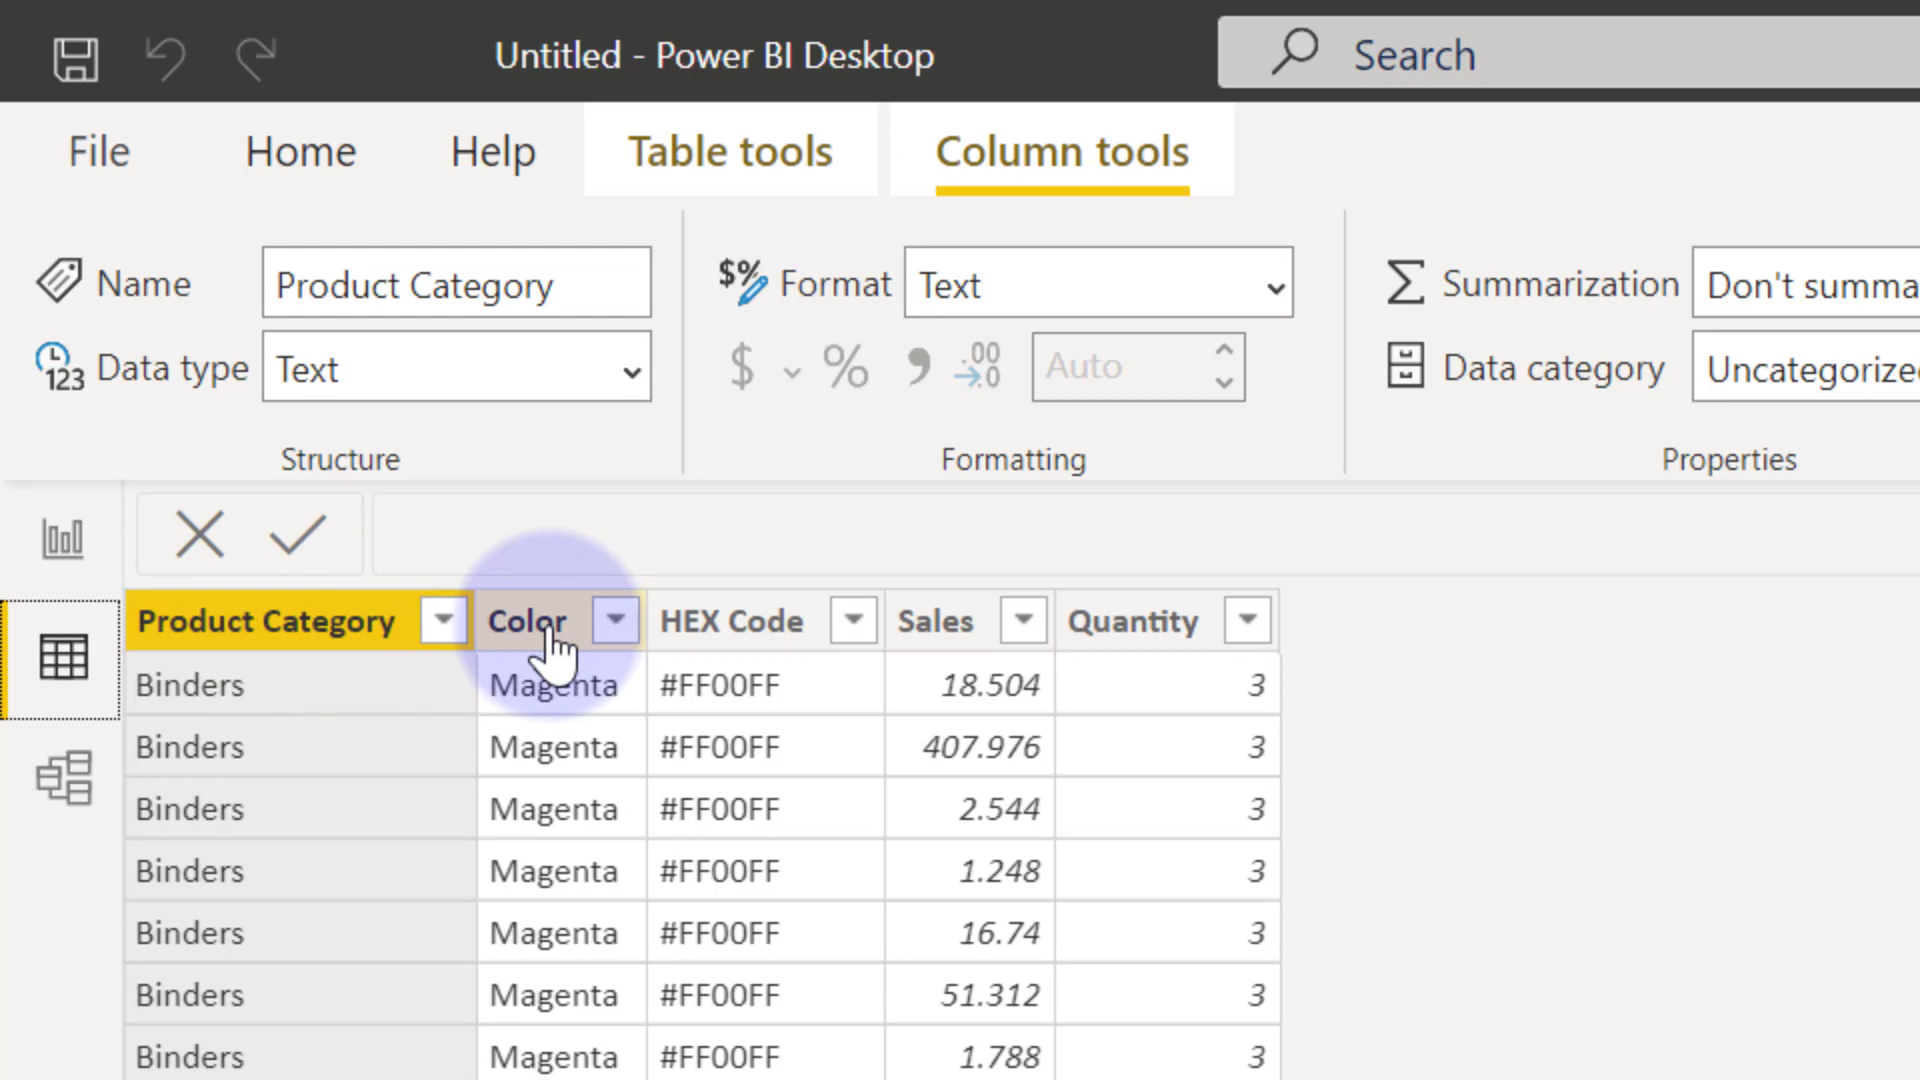 Untitled - Power BI Desktop
Search
File Home Help Table tools Column tools
Name Product Category $% Format Text Summarization Don't summa
123 Data type Text $ % , .00 .0 Auto Data category Uncategorize
Structure Formatting Properties
Product Category Color HEX Code Sales Quantity
Binders Magenta #FF00FF 18.504 3
Binders Magenta #FF00FF 407.976 3
Binders Magenta #FF00FF 2.544 3
Binders Magenta #FF00FF 1.248 3
Binders Magenta #FF00FF 16.74 3
Binders Magenta #FF00FF 51.312 3
Binders Magenta #FF00FF 1.788 3